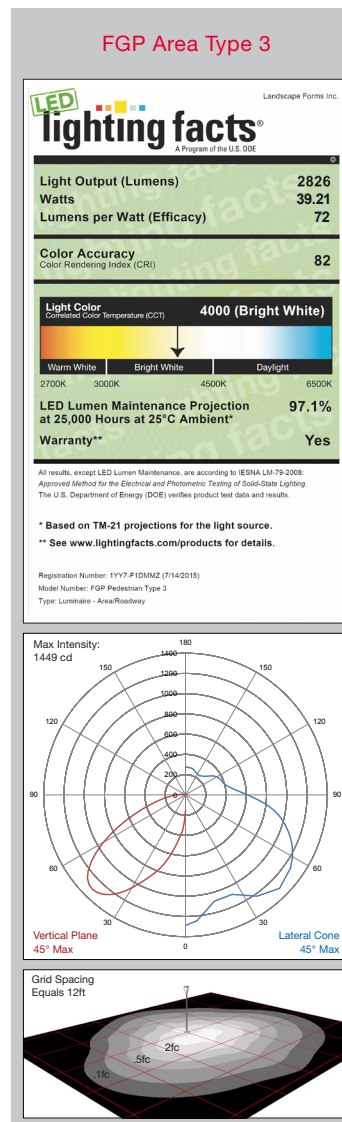 FGP Area Type 3
Landscape Forms Inc.
LED
lighting facts®
A Program of the U.S. DOE
Light Output (Lumens) 2826
Watts 39.21
Lumens per Watt (Efficacy) 72
Color Accuracy
Color Rendering Index (CRI) 82
Light Color
Correlated Color Temperature (CCT) 4000 (Bright White)
Warm White Bright White Daylight
2700K 3000K 4500K 6500K
LED Lumen Maintenance Projection
at 25,000 Hours at 25°C Ambient* 97.1%
Warranty** Yes
All results, except LED Lumen Maintenance, are according to IESNA LM-79-2008:
Approved Method for the Electrical and Photometric Testing of Solid-State Lighting.
The U.S. Department of Energy (DOE) verifies product test data and results.
* Based on TM-21 projections for the light source.
** See www.lightingfacts.com/products for details.
Registration Number: 1YY7-F1DMMZ (7/14/2015)
Model Number: FGP Pedestrian Type 3
Type: Luminaire - Area/Roadway
Max Intensity:
1449 cd
180
150 150
1400
1200
1000
800
600
400
200
0
120 120
90 90
60 60
30 30
0
Vertical Plane
45° Max
Lateral Cone
45° Max
Grid Spacing
Equals 12ft
2fc
.5fc
.1fc